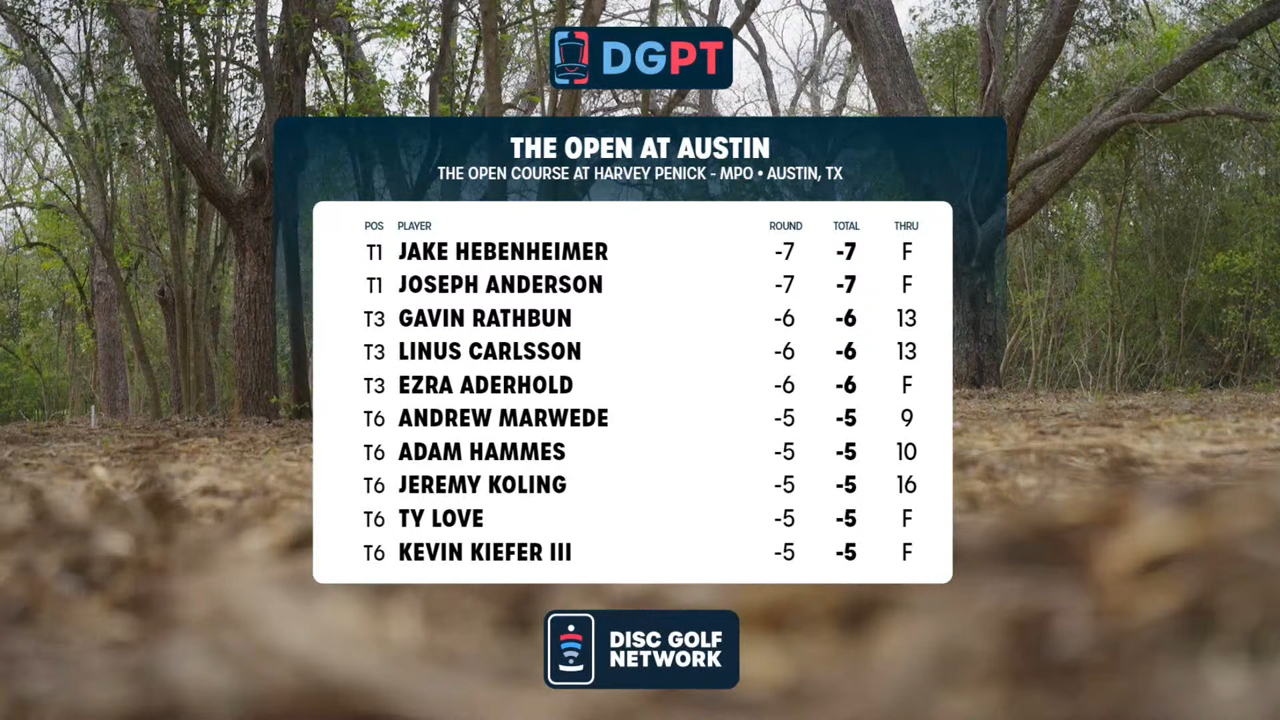 DGPT
THE OPEN AT AUSTIN
THE OPEN COURSE AT HARVEY PENICK - MPO • AUSTIN, TX
POS PLAYER ROUND TOTAL THRU
T1 JAKE HEBENHEIMER -7 -7 F
T1 JOSEPH ANDERSON -7 -7 F
T3 GAVIN RATHBUN -6 -6 13
T3 LINUS CARLSSON -6 -6 13
T3 EZRA ADERHOLD -6 -6 F
T6 ANDREW MARWEDE -5 -5 9
T6 ADAM HAMMES -5 -5 10
T6 JEREMY KOLING -5 -5 16
T6 TY LOVE -5 -5 F
T6 KEVIN KIEFER III -5 -5 F
DISC GOLF
NETWORK